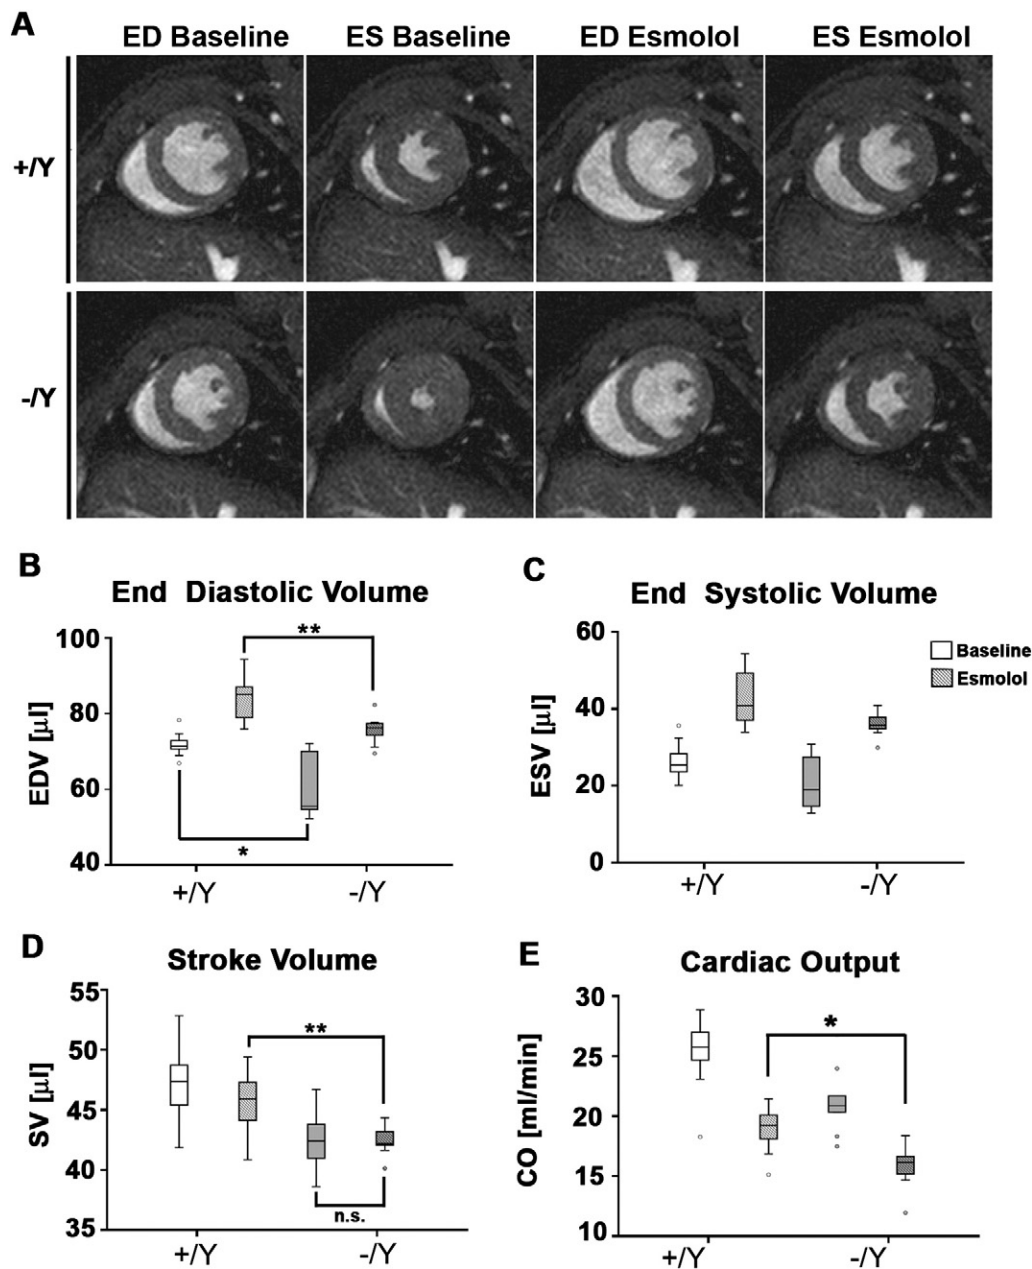 A
ED Baseline ES Baseline ED Esmolol ES Esmolol
+/Y
-/Y
B
End Diastolic Volume
EDV [µl]
100
80
60
40
**
*
+/Y -/Y
C
End Systolic Volume
ESV [µl]
60
40
20
0
Baseline
Esmolol
+/Y -/Y
D
Stroke Volume
SV [µl]
55
50
45
40
35
**
n.s.
+/Y -/Y
E
Cardiac Output
CO [ml/min]
30
25
20
15
10
*
+/Y -/Y